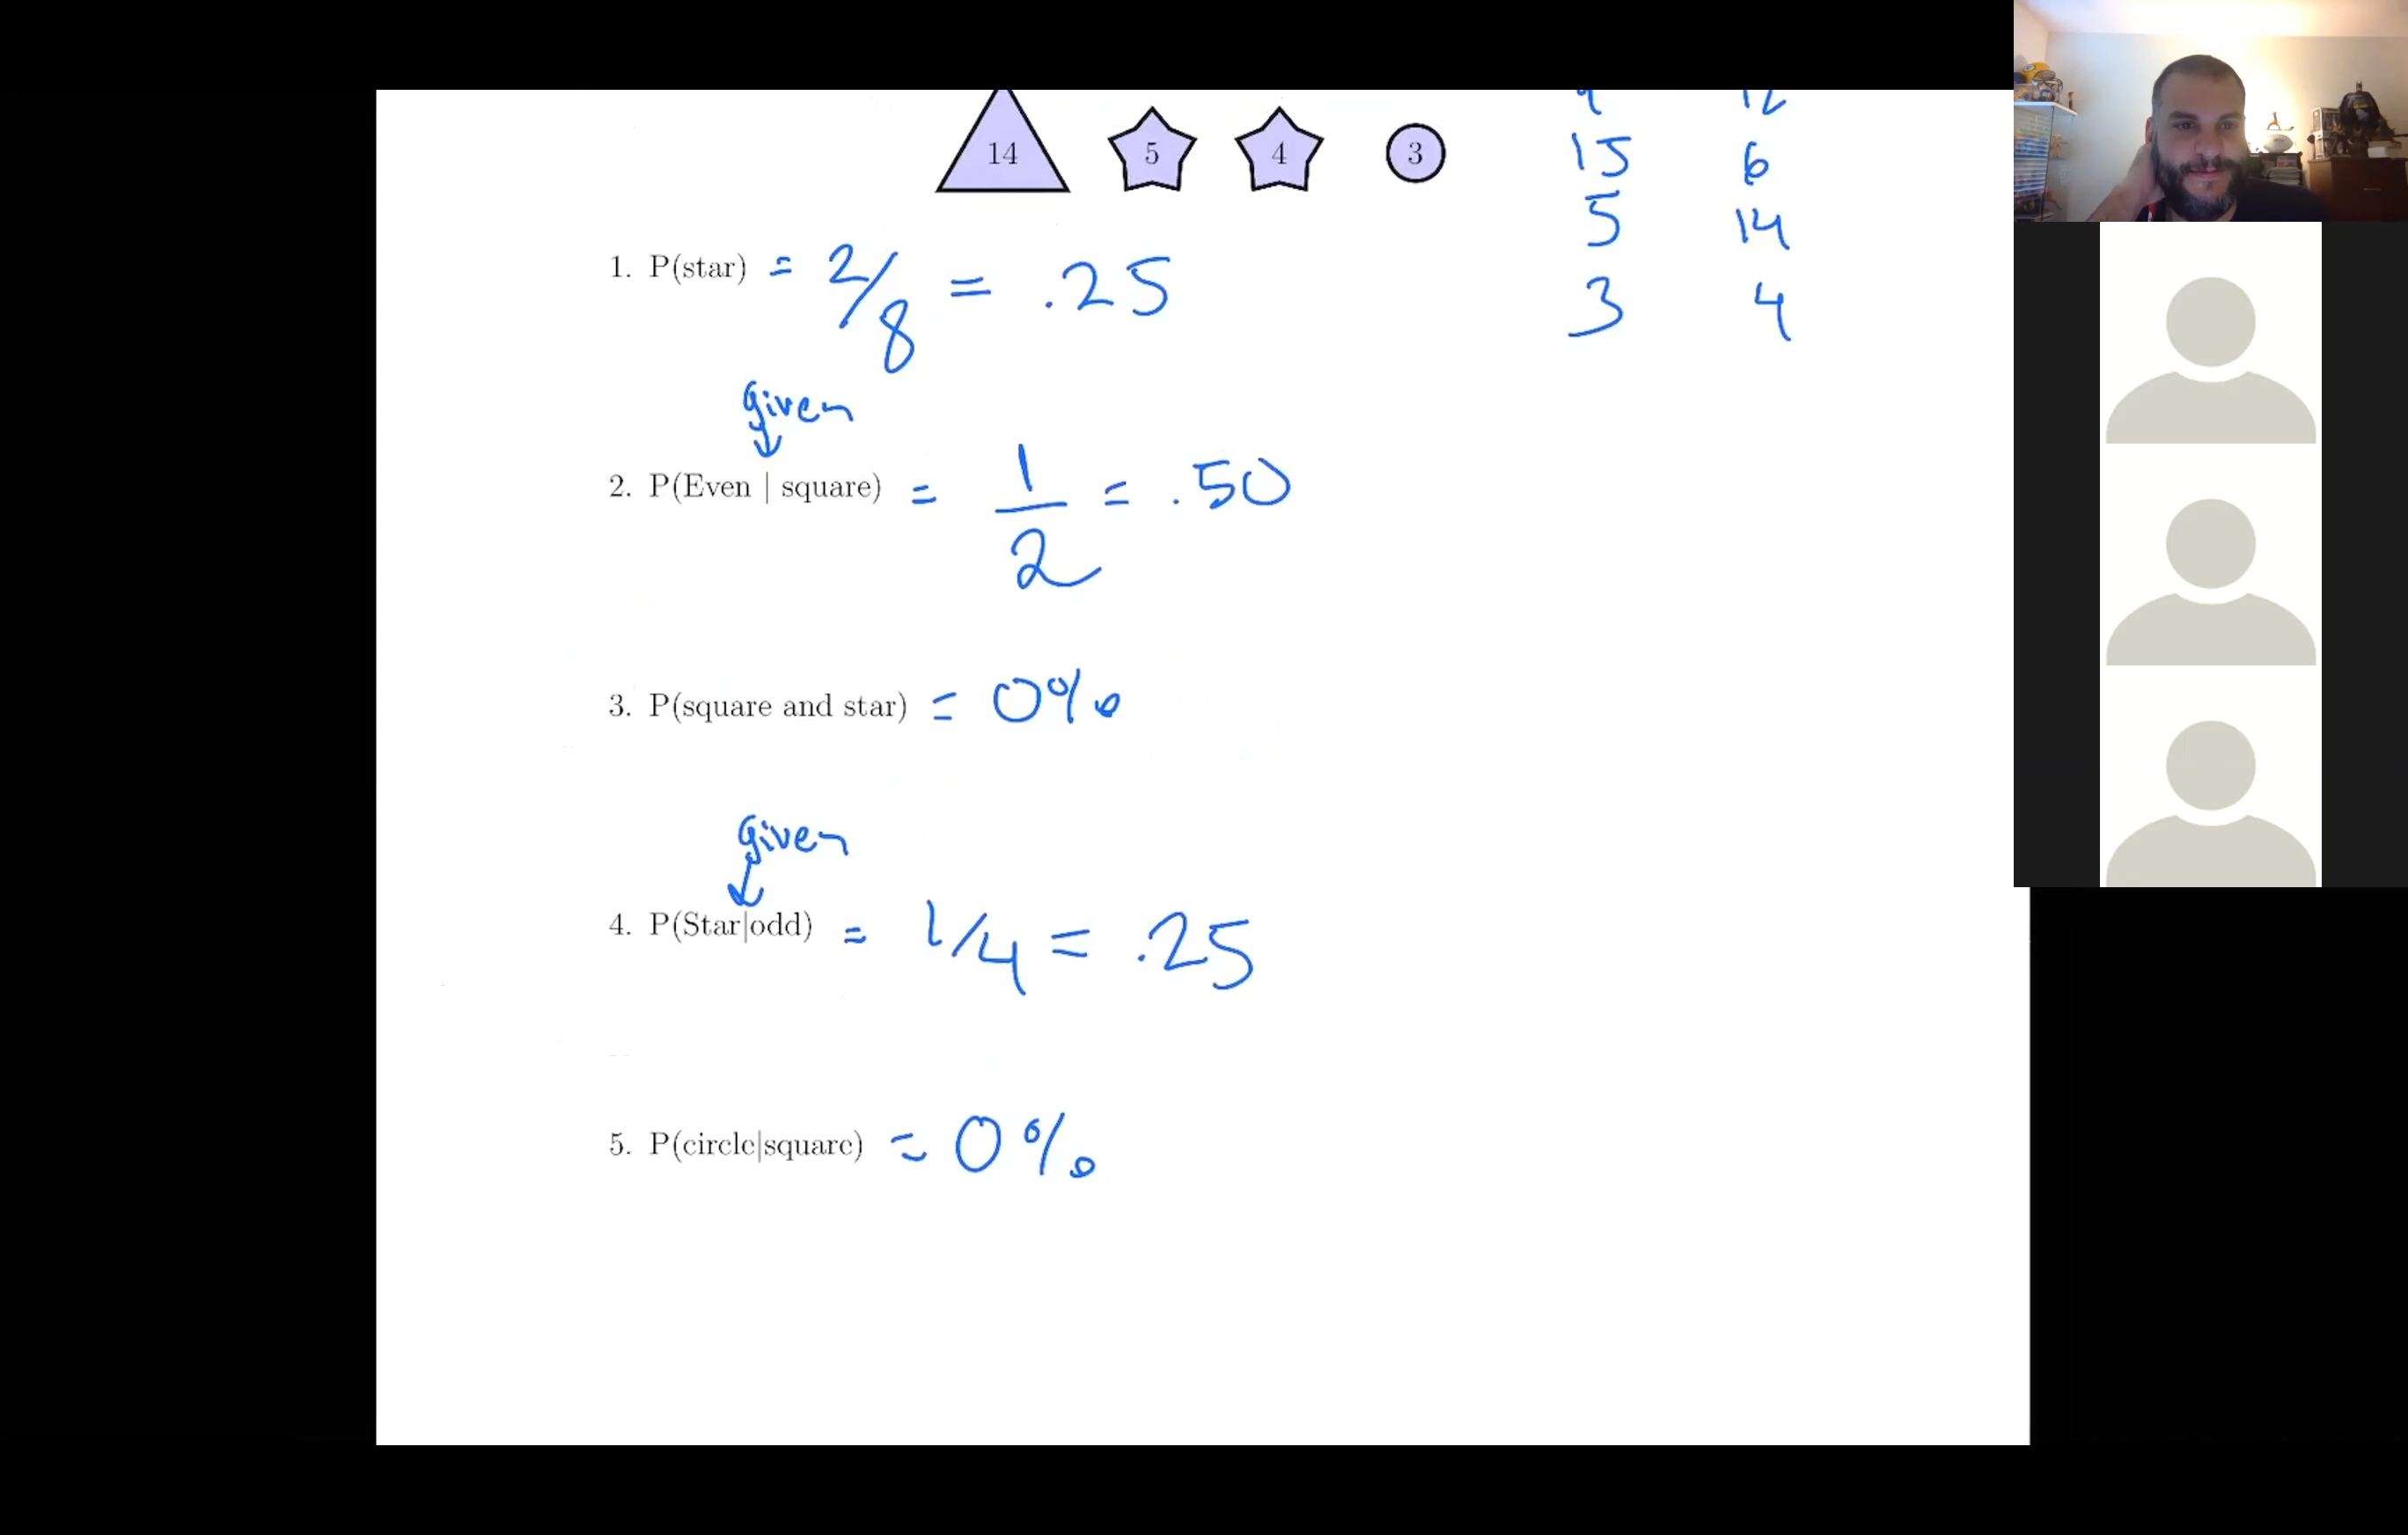 9 12
14 5 4 3 15 6
5 14
1. P(star) = 2/8 = .25
3 4
given
2. P(Even | square) = 1/2 = .50
3. P(square and star) = 0%
given
4. P(Star|odd) = 1/4 = .25
5. P(circle|square) = 0%